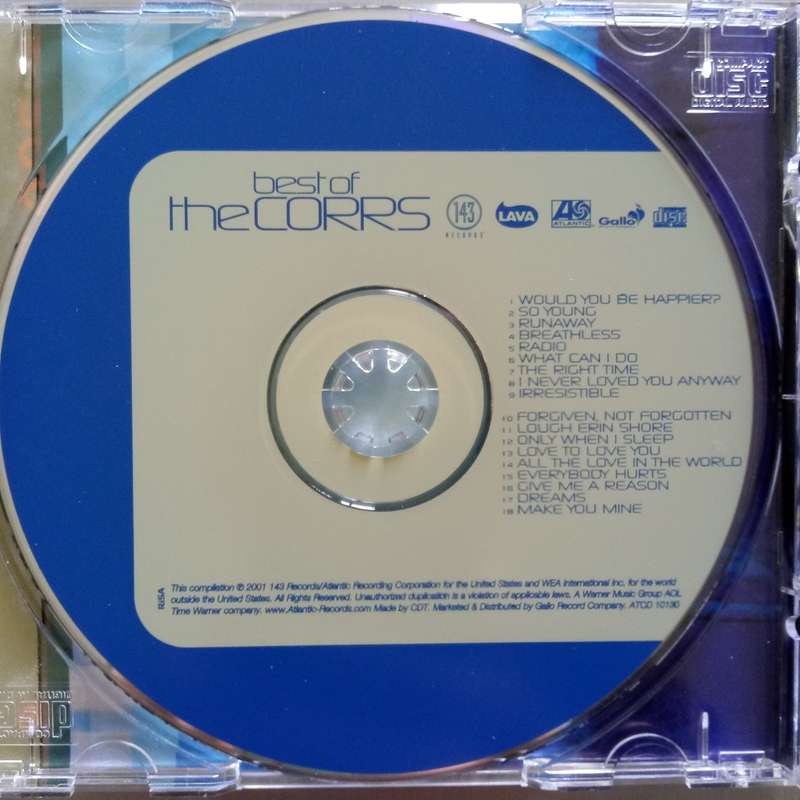 COMPACT
disc
DIGITAL AUDIO
best of
the CORRS
143
RECORDS
LAVA
ATLANTIC
Gallo
disc
1 WOULD YOU BE HAPPIER?
2 SO YOUNG
3 RUNAWAY
4 BREATHLESS
5 RADIO
6 WHAT CAN I DO
7 THE RIGHT TIME
8 I NEVER LOVED YOU ANYWAY
9 IRRESISTIBLE
10 FORGIVEN, NOT FORGOTTEN
11 LOUGH ERIN SHORE
12 ONLY WHEN I SLEEP
13 LOVE TO LOVE YOU
14 ALL THE LOVE IN THE WORLD
15 EVERYBODY HURTS
16 GIVE ME A REASON
17 DREAMS
18 MAKE YOU MINE
RiSA
This compilation ℗ 2001 143 Records/Atlantic Recording Corporation for the United States and WEA International Inc. for the world
outside the United States. All Rights Reserved. Unauthorized duplication is a violation of applicable laws. A Warner Music Group AOL
Time Warner company. www.Atlantic-Records.com Made by CDT. Marketed & Distributed by Gallo Record Company. ATCD 10130